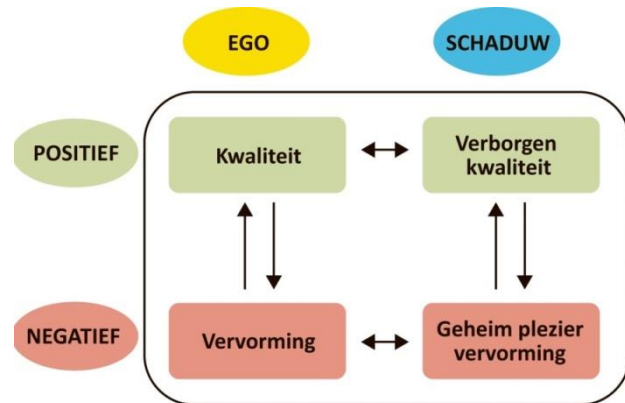 EGO
SCHADUW
POSITIEF
Kwaliteit
Verborgen
kwaliteit
NEGATIEF
Vervorming
Geheim plezier
vervorming